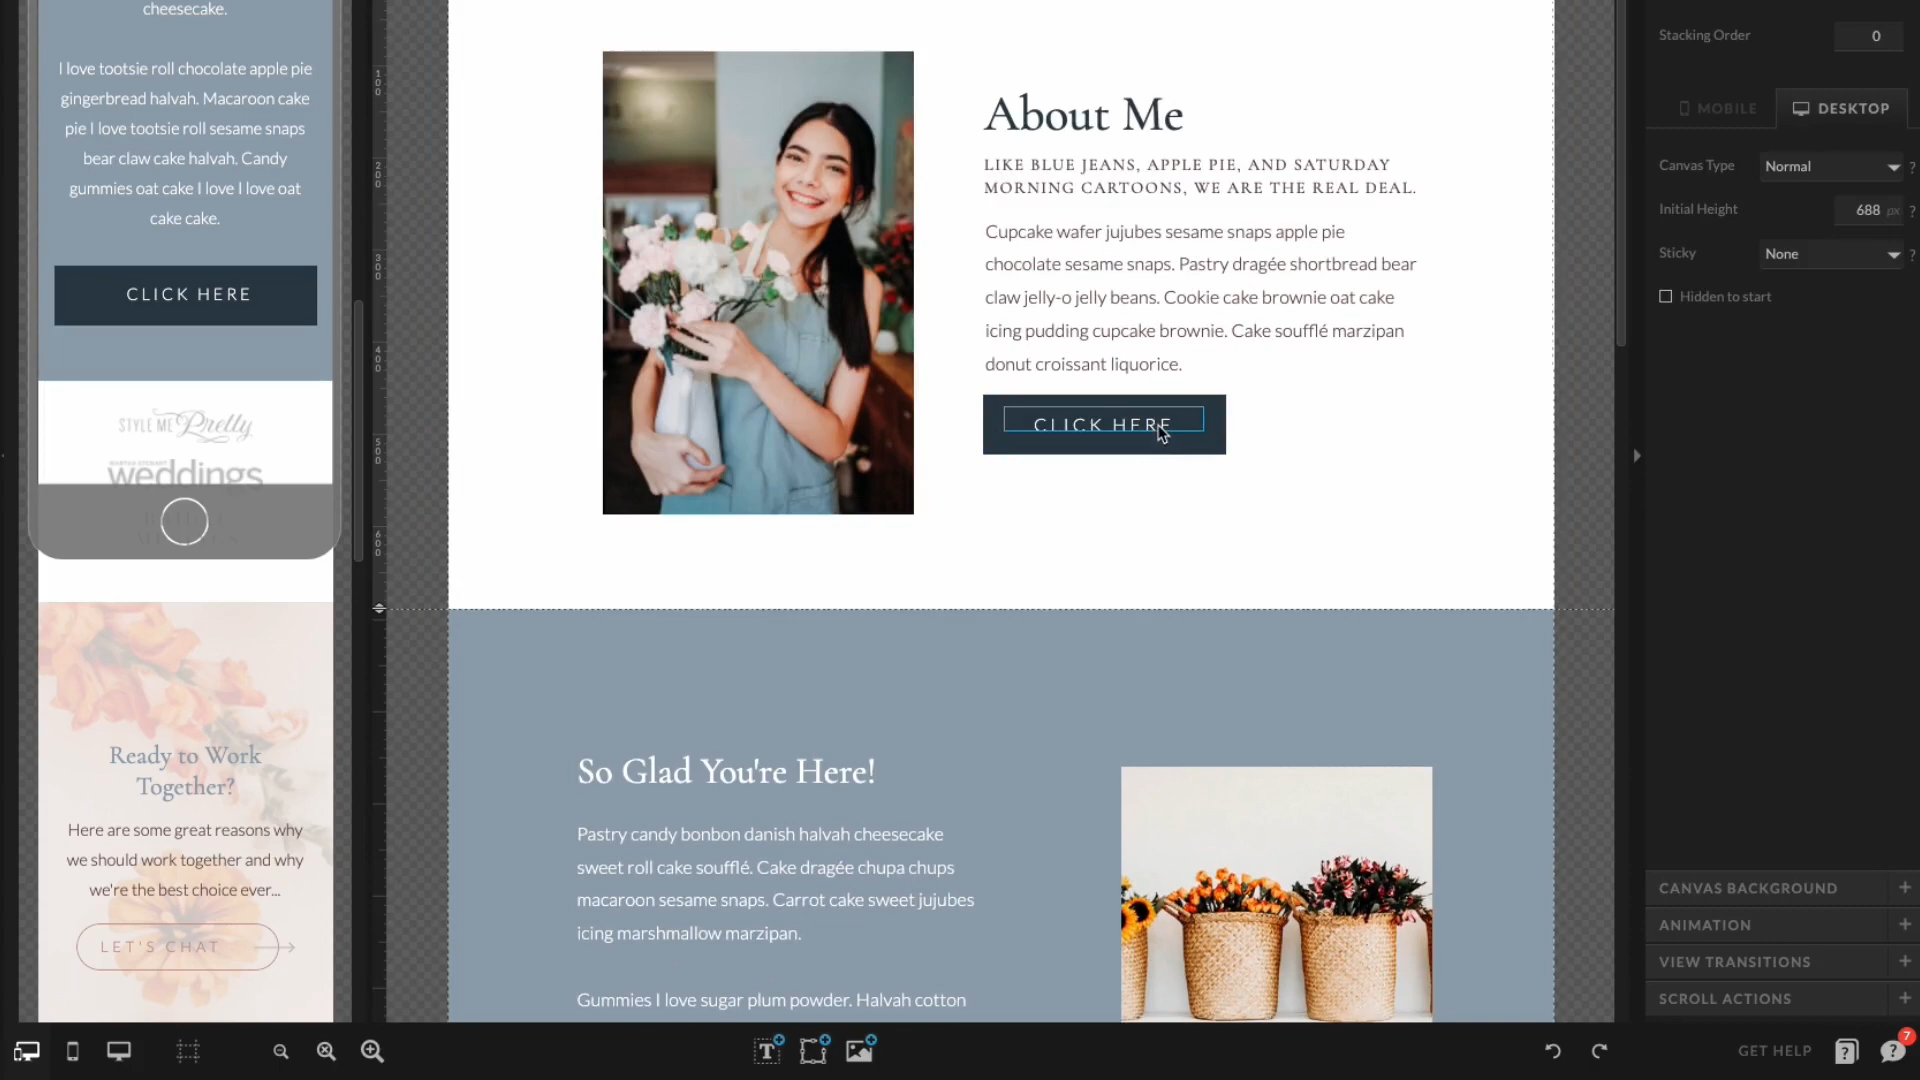 cheesecake.
I love tootsie roll chocolate apple pie
gingerbread halvah. Macaroon cake
pie I love tootsie roll sesame snaps
bear claw cake halvah. Candy
gummies oat cake I love I love oat
cake cake.
CLICK HERE
STYLE ME Pretty
MARTHA STEWART
weddings
Ready to Work
Together?
Here are some great reasons why
we should work together and why
we're the best choice ever...
LET'S CHAT
100
200
300
400
500
600
About Me
LIKE BLUE JEANS, APPLE PIE, AND SATURDAY
MORNING CARTOONS, WE ARE THE REAL DEAL.
Cupcake wafer jujubes sesame snaps apple pie
chocolate sesame snaps. Pastry dragée shortbread bear
claw jelly-o jelly beans. Cookie cake brownie oat cake
icing pudding cupcake brownie. Cake soufflé marzipan
donut croissant liquorice.
CLICK HERE
So Glad You're Here!
Pastry candy bonbon danish halvah cheesecake
sweet roll cake soufflé. Cake dragée chupa chups
macaroon sesame snaps. Carrot cake sweet jujubes
icing marshmallow marzipan.
Gummies I love sugar plum powder. Halvah cotton
Stacking Order 0
MOBILE DESKTOP
Canvas Type Normal ?
Initial Height 688 px ?
Sticky None ?
Hidden to start
CANVAS BACKGROUND +
ANIMATION +
VIEW TRANSITIONS +
SCROLL ACTIONS +
T
GET HELP ? ? 7